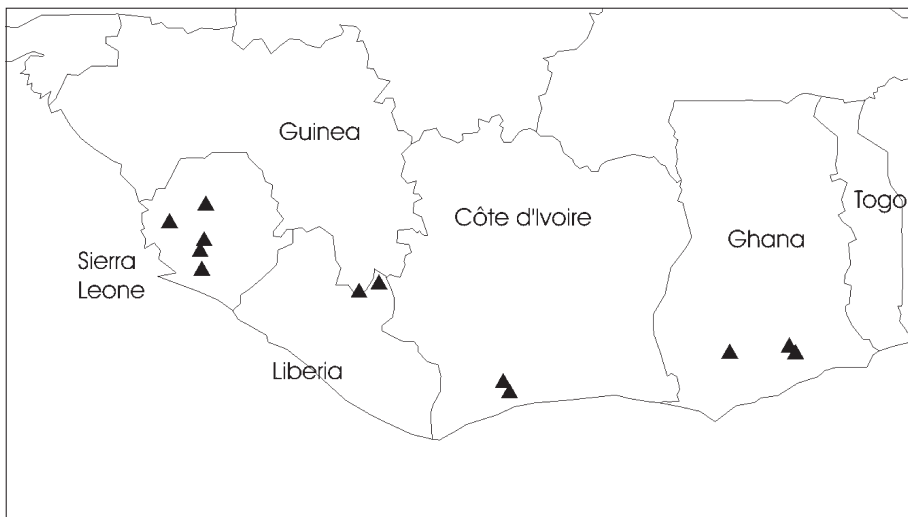 Guinea
Togo
Côte d'Ivoire
Ghana
Sierra
Leone
Liberia